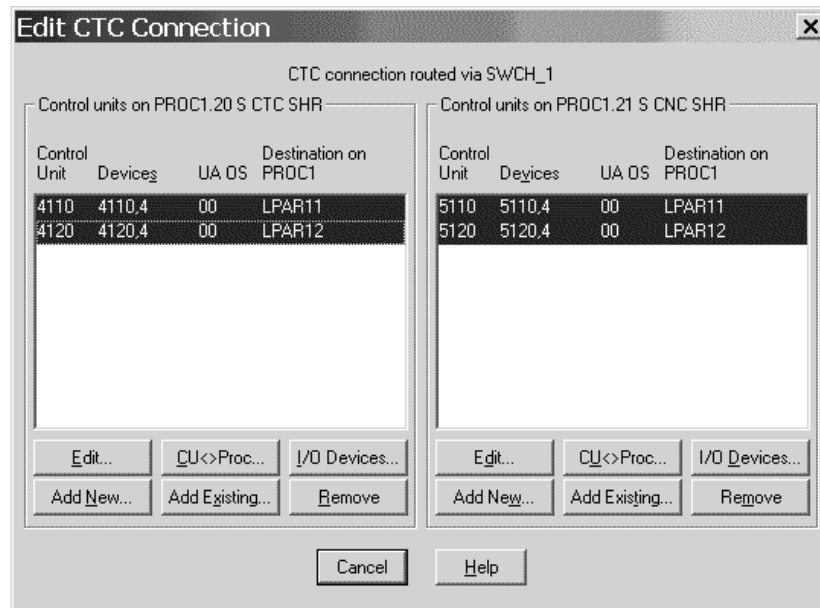 Edit CTC Connection
CTC connection routed via SWCH_1
Control units on PROC1.20 S CTC SHR
Control Unit Devices UA OS Destination on PROC1
4110 4110,4 00 LPAR11
4120 4120,4 00 LPAR12
Edit... CU<>Proc... I/O Devices...
Add New... Add Existing... Remove
Control units on PROC1.21 S CNC SHR
Control Unit Devices UA OS Destination on PROC1
5110 5110,4 00 LPAR11
5120 5120,4 00 LPAR12
Edit... CU<>Proc... I/O Devices...
Add New... Add Existing... Remove
Cancel Help